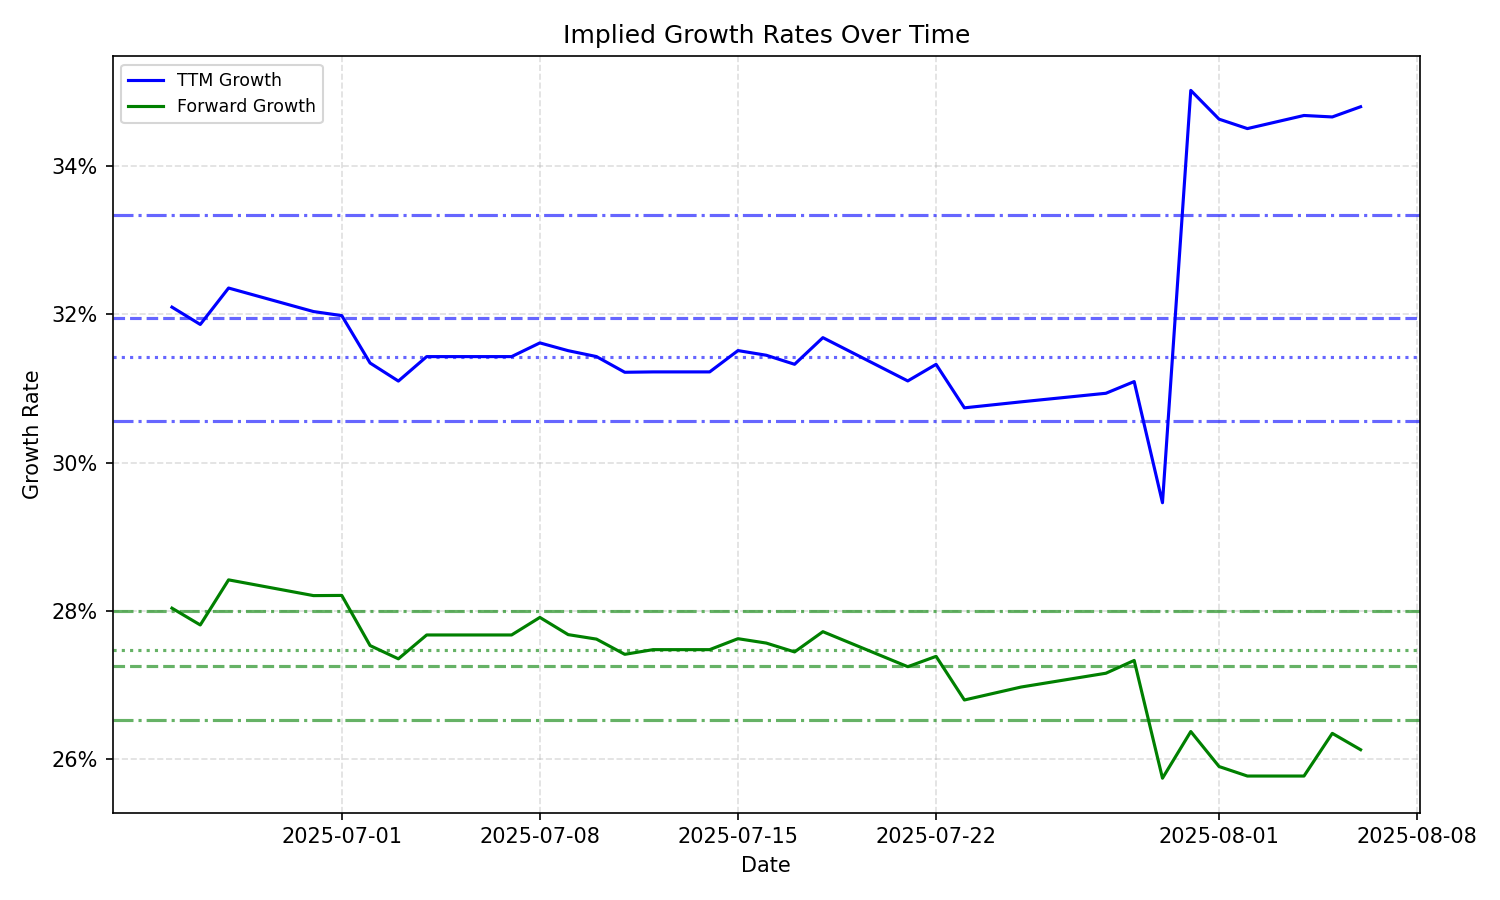 Implied Growth Rates Over Time
TTM Growth
Forward Growth
34%
32%
30%
28%
26%
Growth Rate
2025-07-01
2025-07-08
2025-07-15
2025-07-22
2025-08-01
2025-08-08
Date